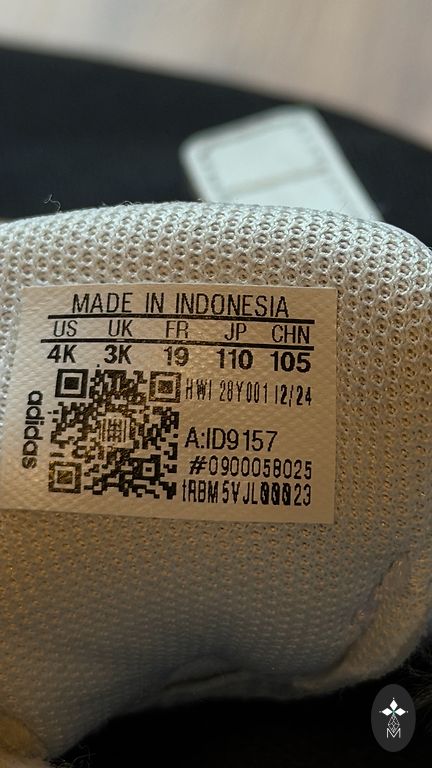 MADE IN INDONESIA
US UK FR JP CHN
4K 3K 19 110 105
HWI 28Y001 12/24
adidas
A:ID9157
#0900058025
M